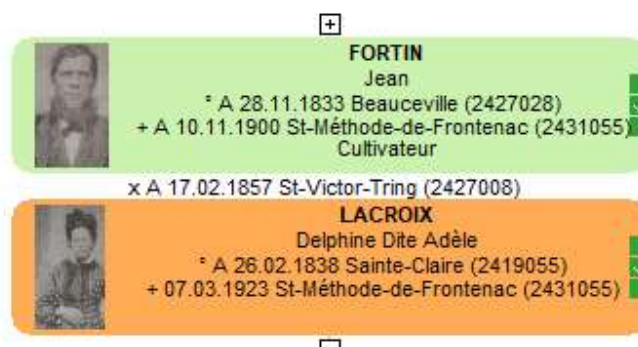 FORTIN
Jean
° A 28.11.1833 Beauceville (2427028)
+ A 10.11.1900 St-Méthode-de-Frontenac (2431055)
Cultivateur
x A 17.02.1857 St-Victor-Tring (2427008)
LACROIX
Delphine Dite Adèle
° A 26.02.1838 Sainte-Claire (2419055)
+ 07.03.1923 St-Méthode-de-Frontenac (2431055)